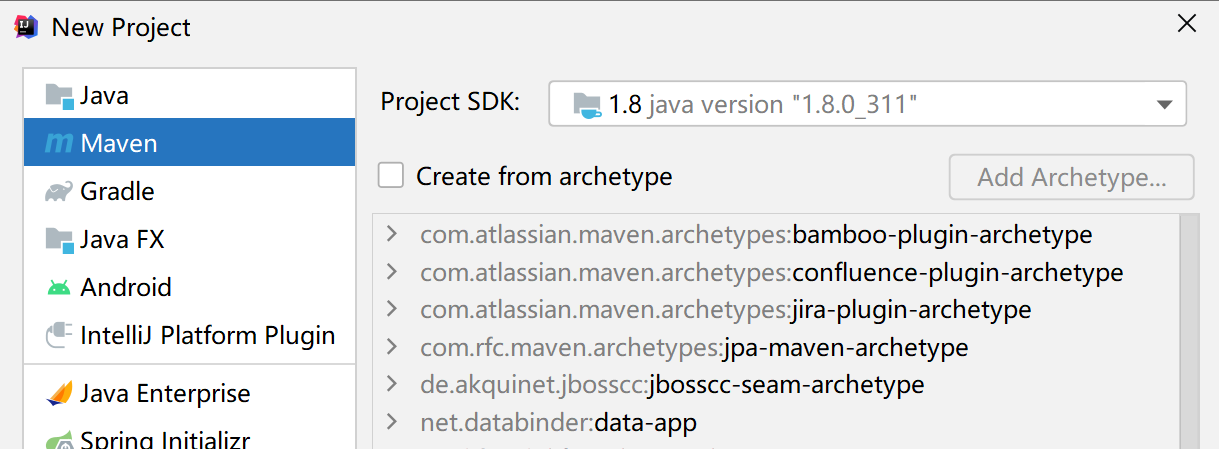 New Project
Java
Maven
Gradle
Java FX
Android
IntelliJ Platform Plugin
Java Enterprise
Spring Initializr
Project SDK: 1.8 java version "1.8.0_311"
Create from archetype Add Archetype...
com.atlassian.maven.archetypes:bamboo-plugin-archetype
com.atlassian.maven.archetypes:confluence-plugin-archetype
com.atlassian.maven.archetypes:jira-plugin-archetype
com.rfc.maven.archetypes:jpa-maven-archetype
de.akquinet.jbosscc:jbosscc-seam-archetype
net.databinder:data-app